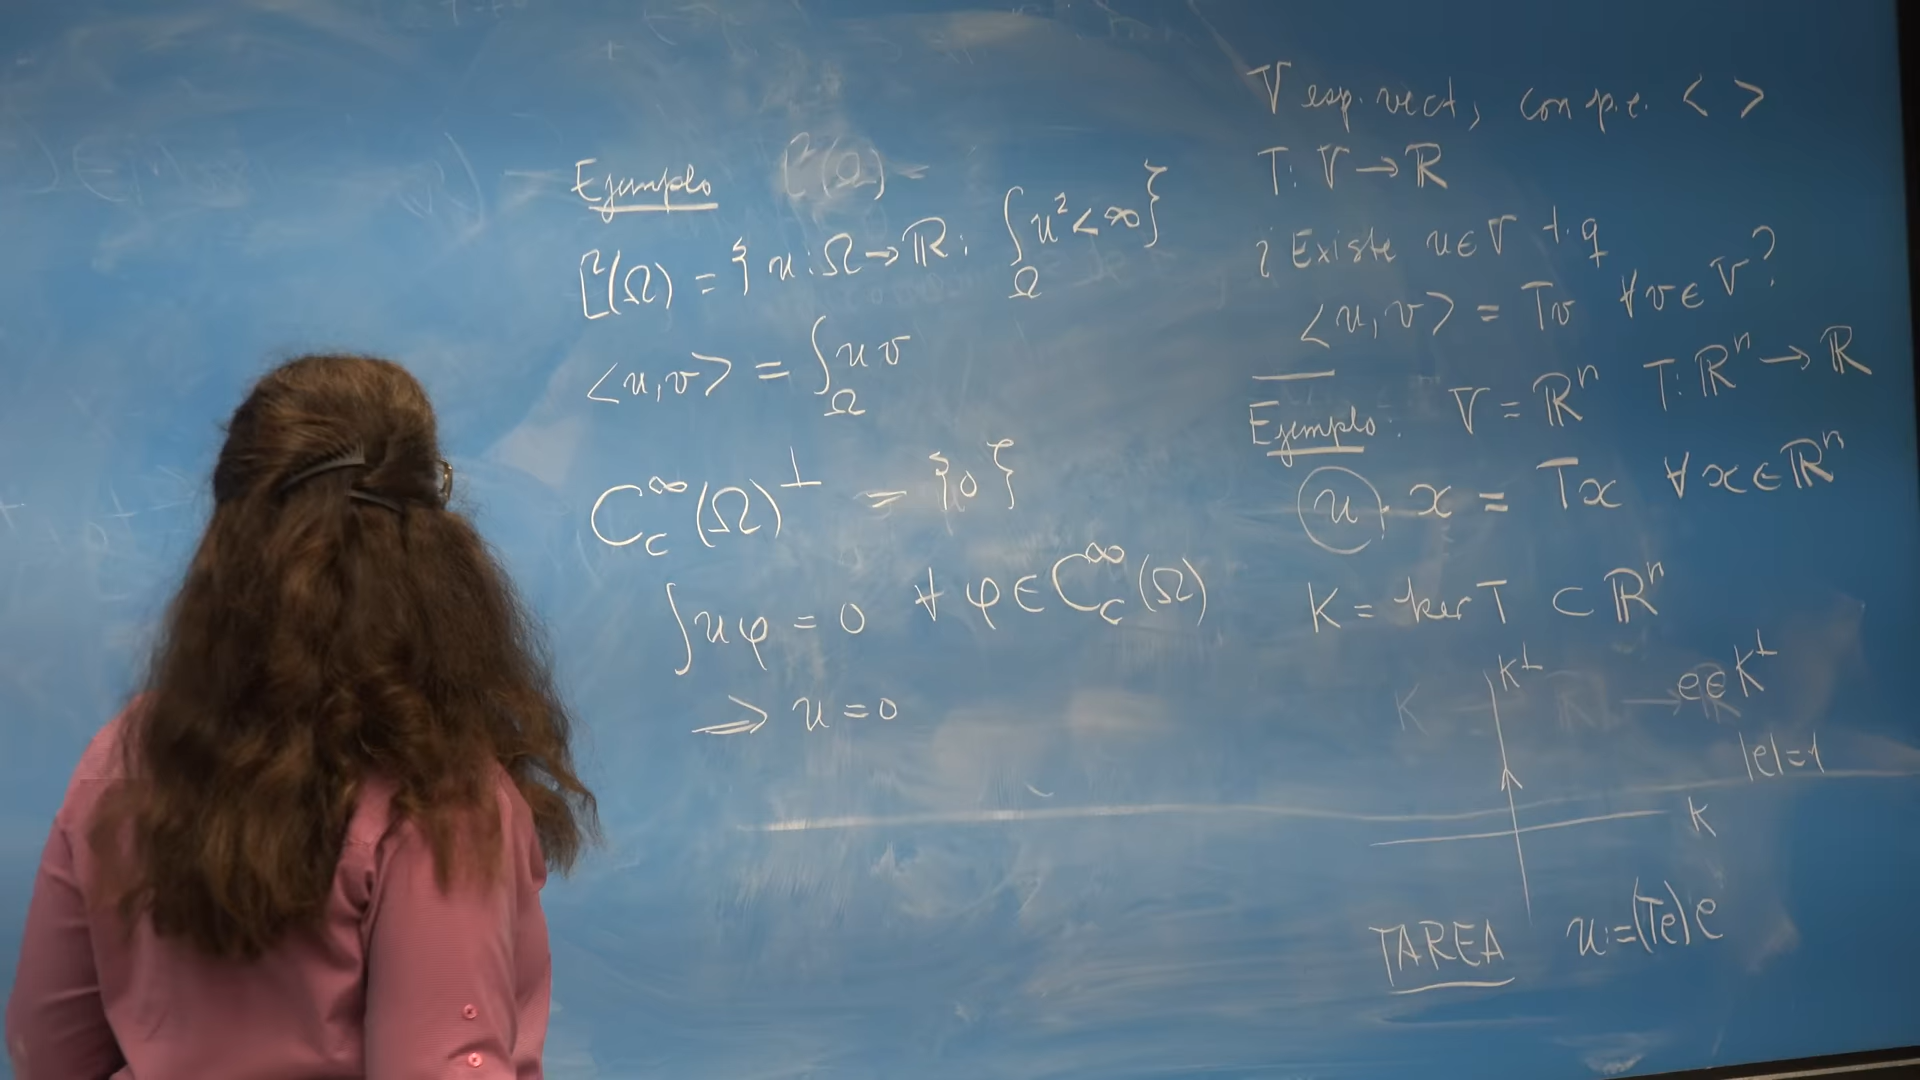 Ejemplo L²(Ω)
L²(Ω) = { u : Ω → ℝ : ∫_Ω u² < ∞ }
<u, v> = ∫_Ω u v
C_c^∞(Ω)^⊥ = {0}
∫ u φ = 0 ∀ φ ∈ C_c^∞(Ω)
⇒ u = 0
V esp. vect, con p.e. < >
T: V → ℝ
¿Existe u ∈ V t.q
<u, v> = Tv ∀ v ∈ V?
Ejemplo: V = ℝⁿ T: ℝⁿ → ℝ
u · x = Tx ∀ x ∈ ℝⁿ
K = ker T ⊂ ℝⁿ
K^⊥ e ∈ K^⊥
|e| = 1
K
TAREA u := (Te) e